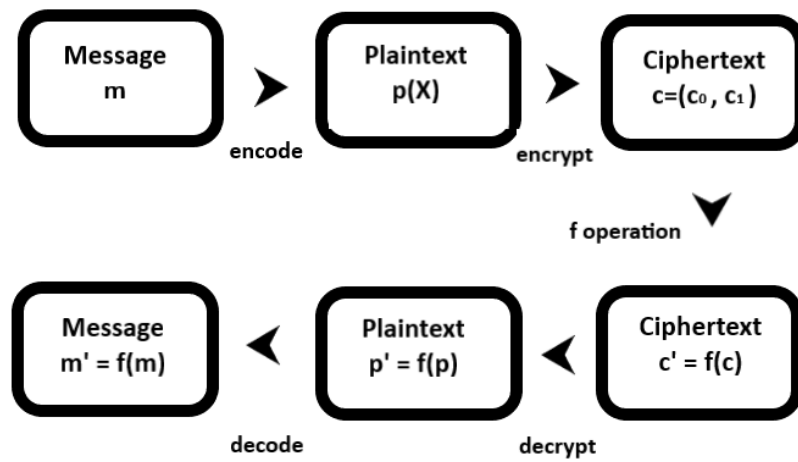 Message
m
encode
Plaintext
p(X)
encrypt
Ciphertext
c=(c₀ , c₁ )
f operation
Ciphertext
c' = f(c)
decrypt
Plaintext
p' = f(p)
decode
Message
m' = f(m)